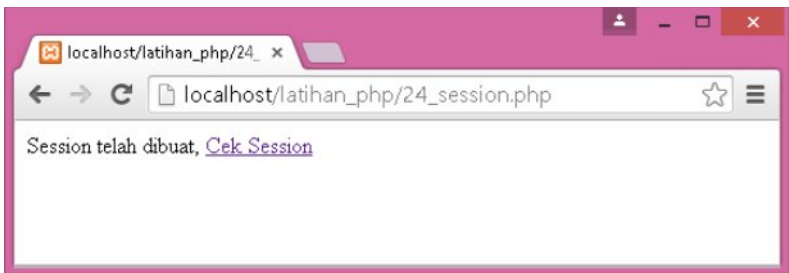 localhost/latihan_php/24_
localhost/latihan_php/24_session.php
Session telah dibuat, Cek Session